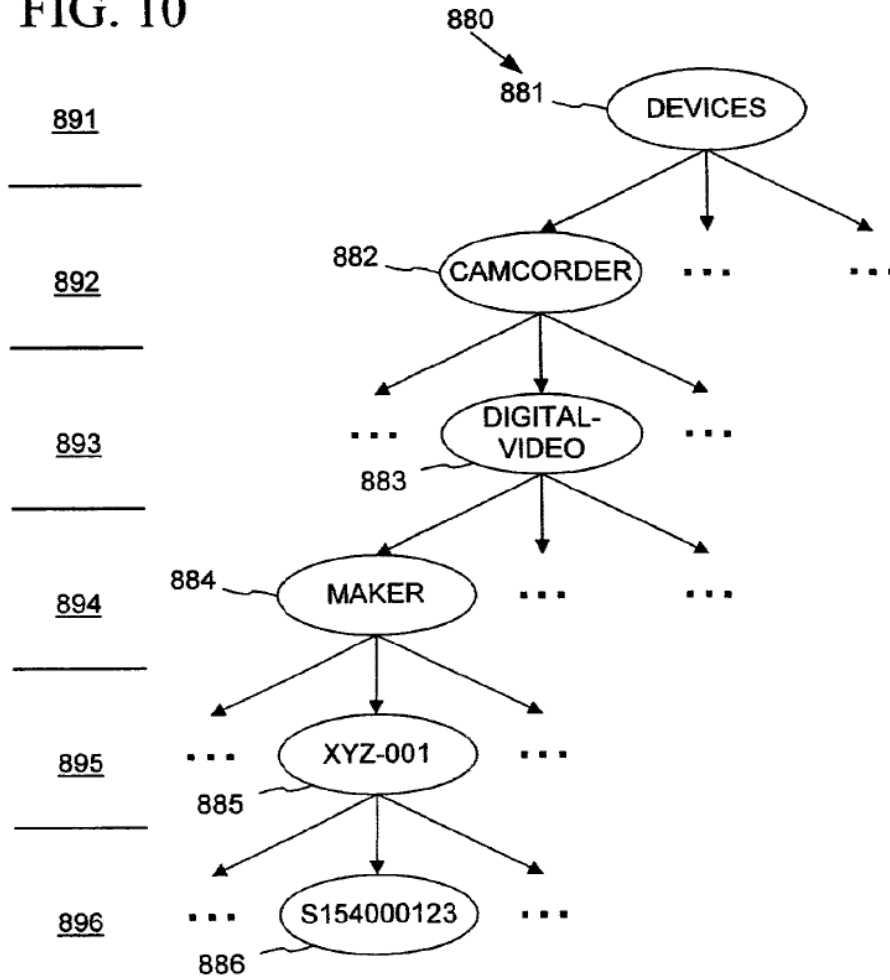 FIG. 10
880
881
DEVICES
891
882
CAMCORDER
...
...
892
...
DIGITAL-
VIDEO
...
893
883
884
MAKER
...
...
894
...
XYZ-001
...
895
885
...
S154000123
...
896
886